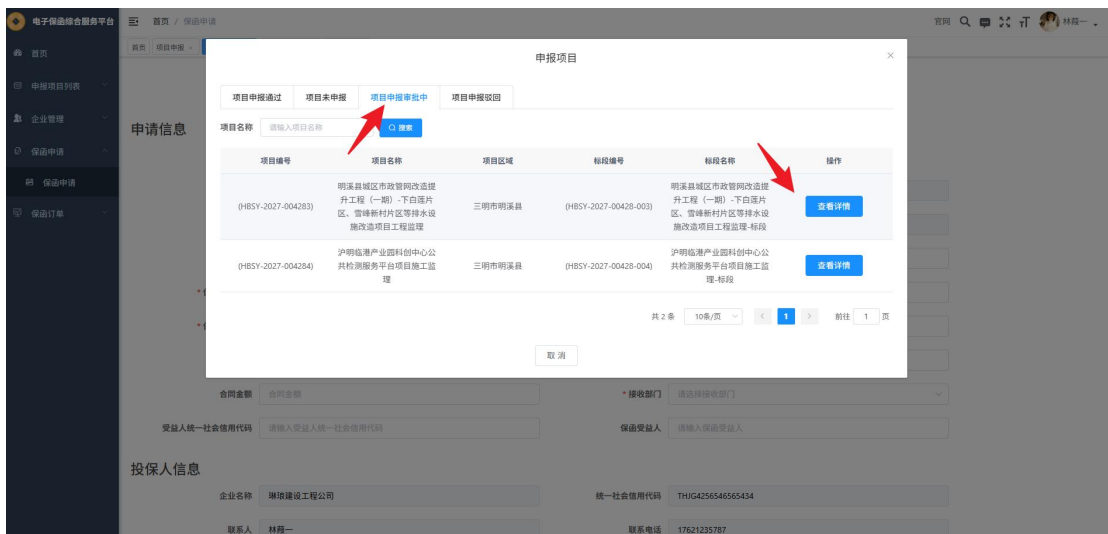 电子保函综合服务平台
首页 / 保函申请
官网
林菀一
首页
项目申报
首页
申报项目列表
企业管理
保函申请
保函申请
保函订单
申请信息
申报项目
项目申报通过 项目未申报 项目申报审批中 项目申报驳回
项目名称 请输入项目名称 搜索
项目编号 项目名称 项目区域 标段编号 标段名称 操作
(HBSY-2027-004283)
明溪县城区市政管网改造提
升工程（一期）-下白莲片
区、雪峰新村片区等排水设
施改造项目工程监理
三明市明溪县
(HBSY-2027-00428-003)
明溪县城区市政管网改造提
升工程（一期）-下白莲片
区、雪峰新村片区等排水设
施改造项目工程监理-标段
查看详情
(HBSY-2027-004284)
沪明临港产业园科创中心公
共检测服务平台项目施工监
理
三明市明溪县
(HBSY-2027-00428-004)
沪明临港产业园科创中心公
共检测服务平台项目施工监
理-标段
查看详情
共 2 条 10条/页 < 1 > 前往 1 页
取 消
合同金额 合同金额
* 接收部门 请选择接收部门
受益人统一社会信用代码 请输入受益人统一社会信用代码
保函受益人 请输入保函受益人
投保人信息
企业名称 琳琅建设工程公司
统一社会信用代码 THJG4256546565434
联系人
联系电话 17621235787